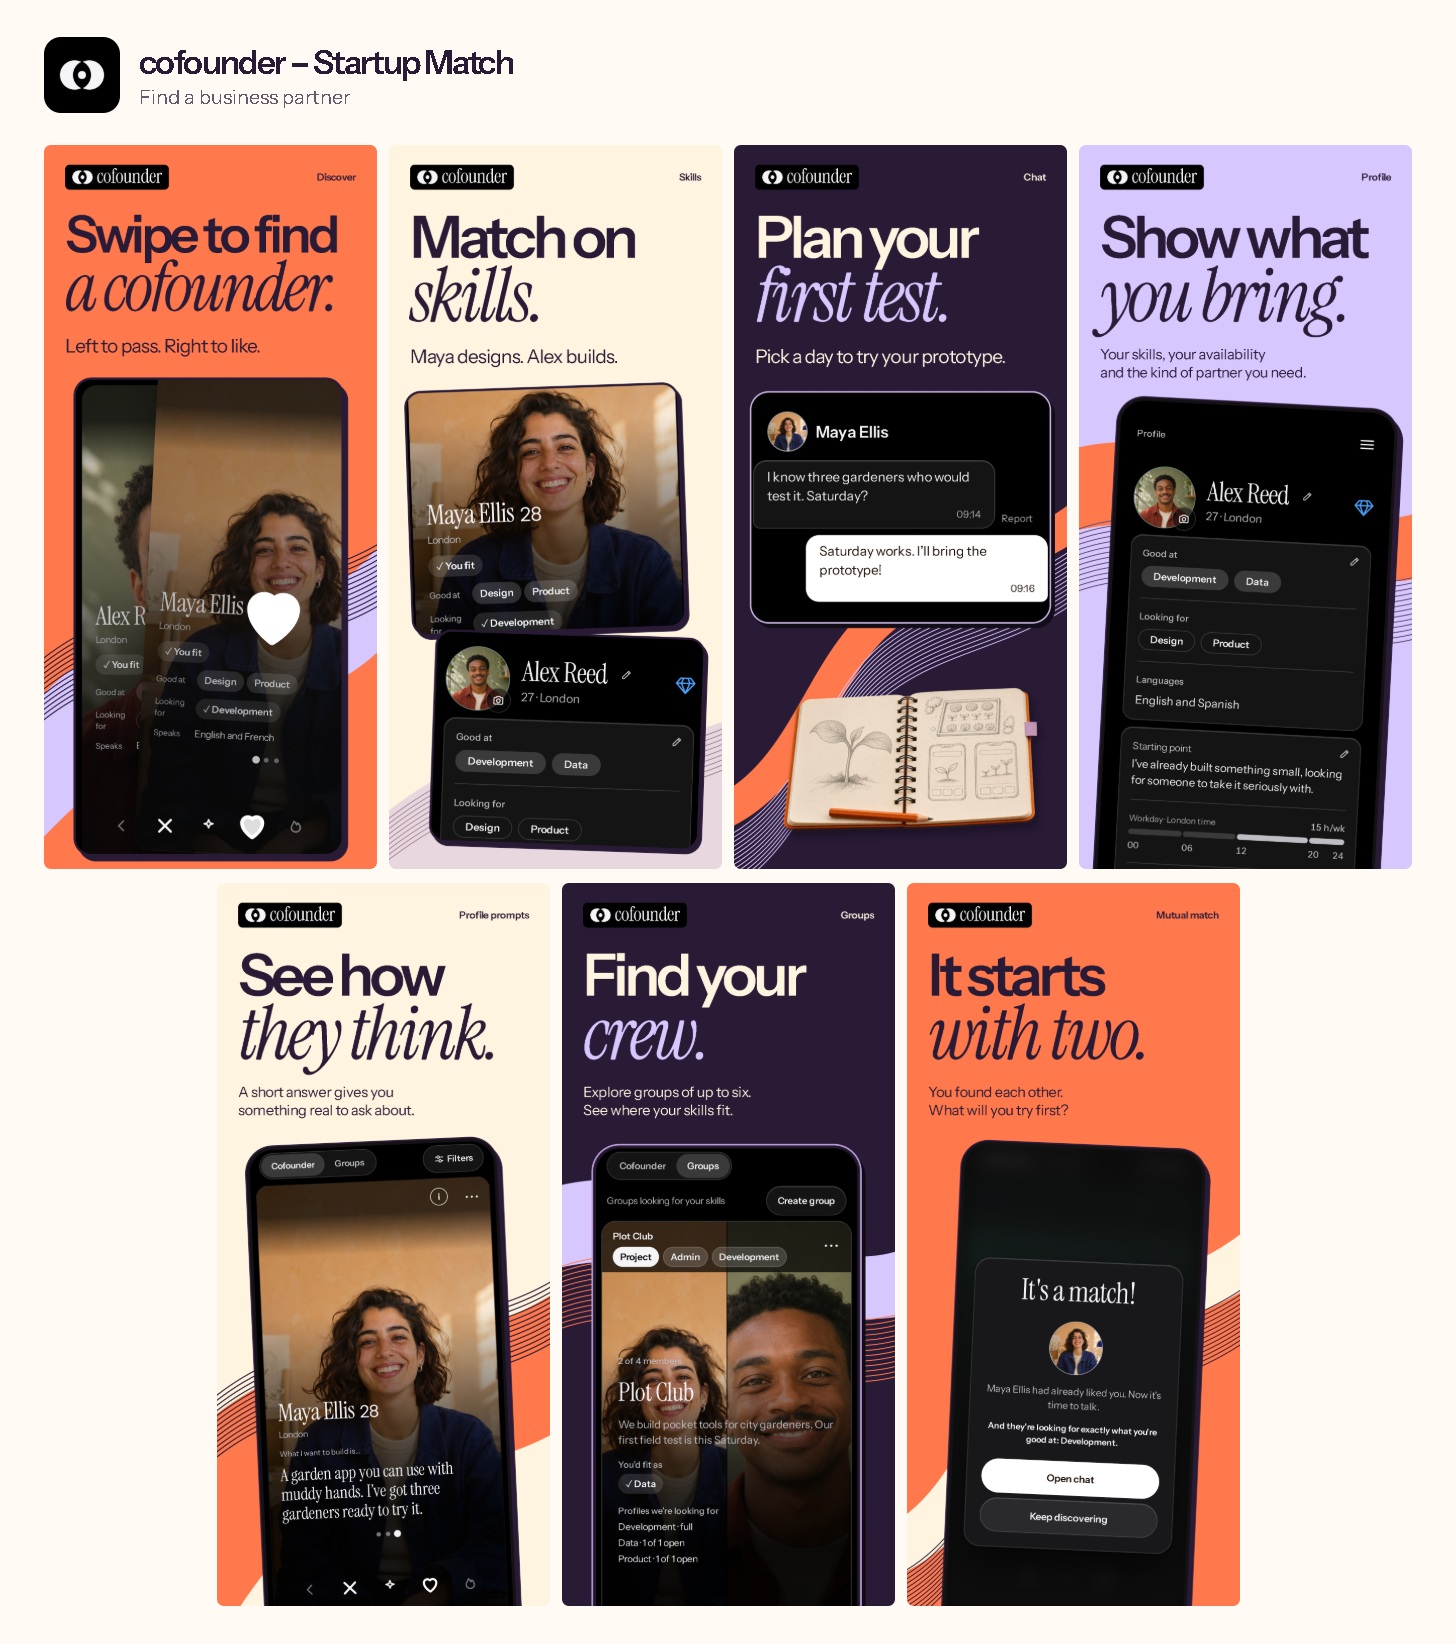 cofounder – Startup Match
Find a business partner
cofounder
Discover
Swipe to find
a cofounder.
Left to pass. Right to like.
Alex R
London
✓ You fit
Good at
Looking
for
Speaks
E
Maya Ellis
London
✓ You fit
Good at Design Product
Looking
for
✓ Development
Speaks English and French
cofounder
Skills
Match on
skills.
Maya designs. Alex builds.
Maya Ellis 28
London
✓ You fit
Good at Design Product
Looking
for
✓ Development
Alex Reed
27 · London
Good at
Development Data
Looking for
Design Product
cofounder
Chat
Plan your
first test.
Pick a day to try your prototype.
Maya Ellis
I know three gardeners who would
test it. Saturday?
09:14
Report
Saturday works. I'll bring the
prototype!
09:16
cofounder
Profile
Show what
you bring.
Your skills, your availability
and the kind of partner you need.
Profile
Alex Reed
27 · London
Good at
Development Data
Looking for
Design Product
Languages
English and Spanish
Starting point
I've already built something small, looking
for someone to take it seriously with.
Workday · London time 15 h/wk
00 06 12 20 24
cofounder
Profile prompts
See how
they think.
A short answer gives you
something real to ask about.
Cofounder Groups Filters
Maya Ellis 28
London
What I want to build is...
A garden app you can use with
muddy hands. I've got three
gardeners ready to try it.
cofounder
Groups
Find your
crew.
Explore groups of up to six.
See where your skills fit.
Cofounder Groups
Groups looking for your skills Create group
Plot Club
Project Admin Development
2 of 4 members
Plot Club
We build pocket tools for city gardeners. Our
first field test is this Saturday.
You'd fit as
✓ Data
Profiles we're looking for
Development · full
Data · 1 of 1 open
Product · 1 of 1 open
cofounder
Mutual match
It starts
with two.
You found each other.
What will you try first?
It's a match!
Maya Ellis had already liked you. Now it's
time to talk.
And they're looking for exactly what you're
good at: Development.
Open chat
Keep discovering